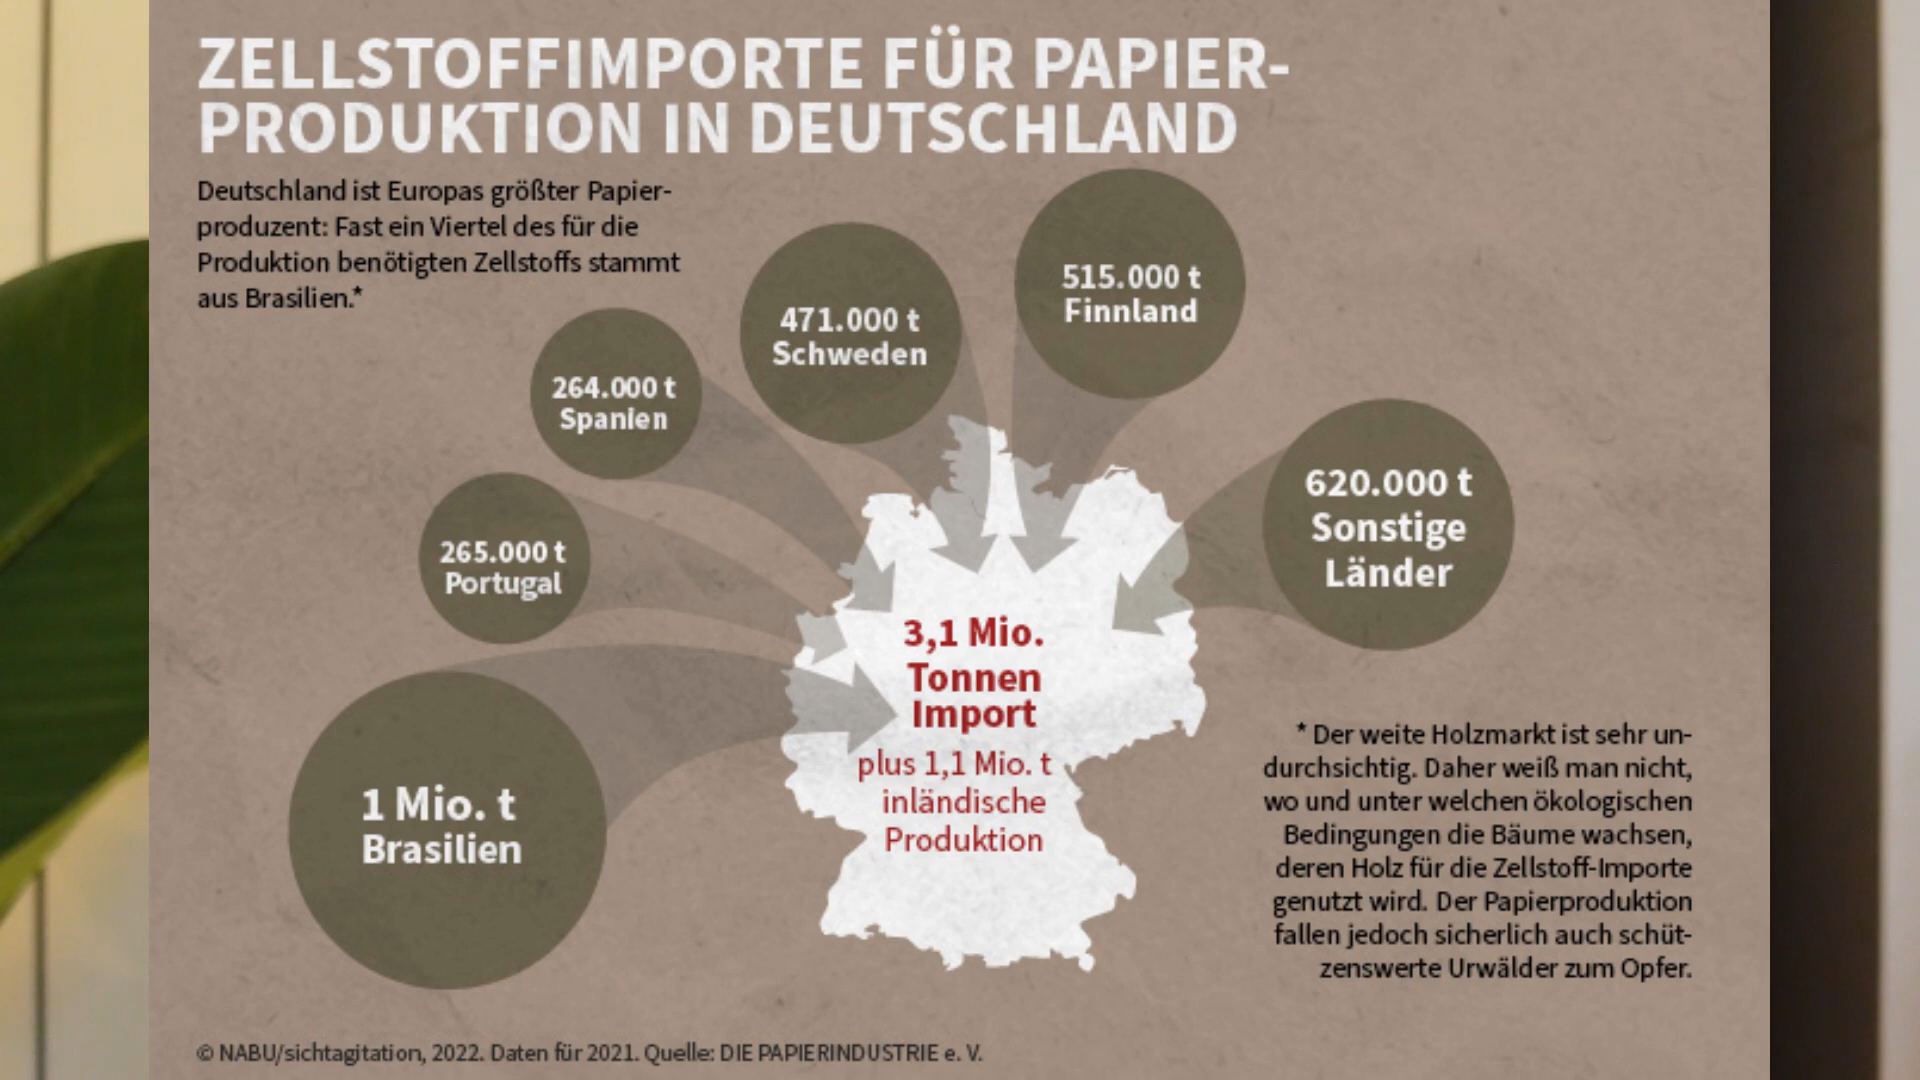 ZELLSTOFFIMPORTE FÜR PAPIER-
PRODUKTION IN DEUTSCHLAND
Deutschland ist Europas größter Papier-
produzent: Fast ein Viertel des für die
Produktion benötigten Zellstoffs stammt
aus Brasilien.*
515.000 t
Finnland
471.000 t
Schweden
264.000 t
Spanien
620.000 t
Sonstige
Länder
265.000 t
Portugal
1 Mio. t
Brasilien
3,1 Mio.
Tonnen
Import
plus 1,1 Mio. t
inländische
Produktion
* Der weite Holzmarkt ist sehr un-
durchsichtig. Daher weiß man nicht,
wo und unter welchen ökologischen
Bedingungen die Bäume wachsen,
deren Holz für die Zellstoff-Importe
genutzt wird. Der Papierproduktion
fallen jedoch sicherlich auch schüt-
zenswerte Urwälder zum Opfer.
© NABU/sichtagitation, 2022. Daten für 2021. Quelle: DIE PAPIERINDUSTRIE e. V.